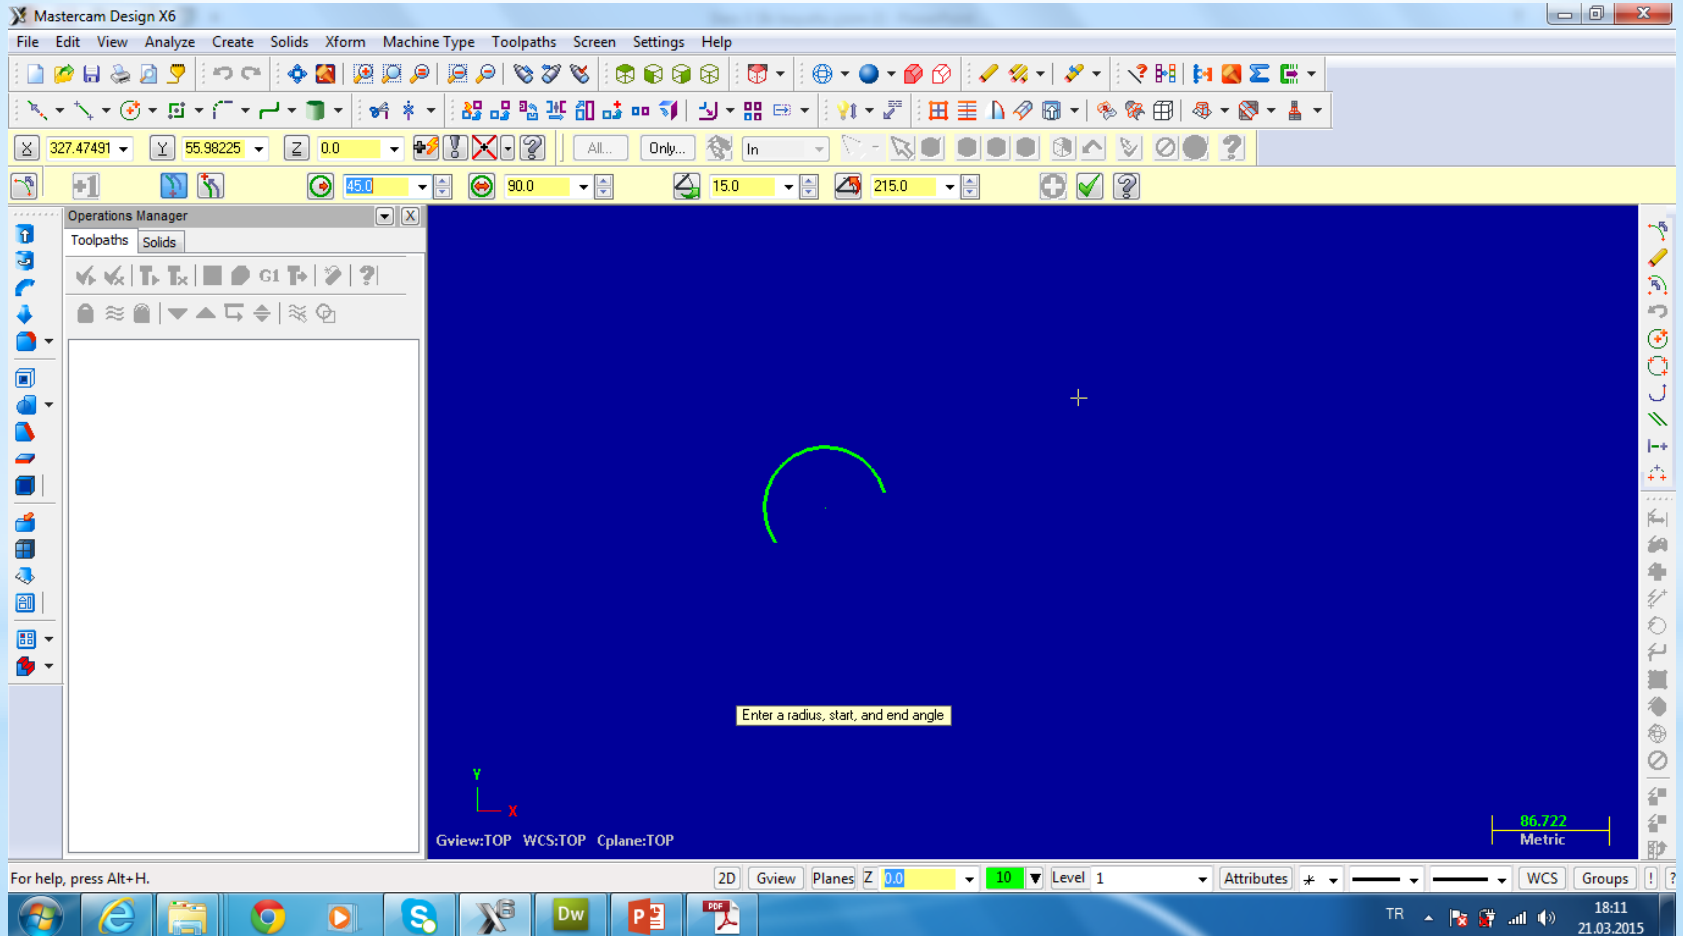 Mastercam Design X6
File Edit View Analyze Create Solids Xform Machine Type Toolpaths Screen Settings Help
X 327.47491 Y 55.98225 Z 0.0 All... Only... In
+1 45.0 90.0 15.0 215.0
Operations Manager
Toolpaths Solids
G1
Enter a radius, start, and end angle
Y
X
86.722
Metric
Gview:TOP WCS:TOP Cplane:TOP
For help, press Alt+H.
2D Gview Planes Z 0.0 10 Level 1 Attributes WCS Groups ! ?
Dw
PDF
TR
18:11
21.03.2015